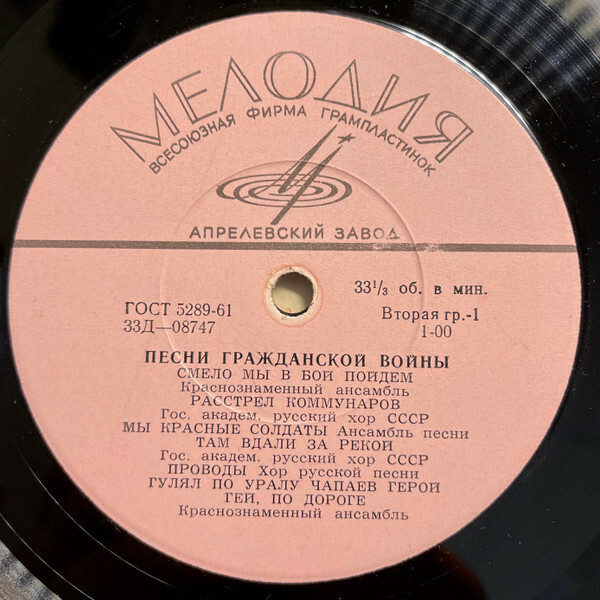 МЕЛОДИЯ
ВСЕСОЮЗНАЯ ФИРМА ГРАМПЛАСТИНОК
АПРЕЛЕВСКИЙ ЗАВОД
33⅓ об. в мин.
ГОСТ 5289-61
Вторая гр.-1
33Д—08747
1-00
ПЕСНИ ГРАЖДАНСКОЙ ВОЙНЫ
СМЕЛО МЫ В БОЙ ПОЙДЕМ
Краснознаменный ансамбль
РАССТРЕЛ КОММУНАРОВ
Гос. академ. русский хор СССР
МЫ КРАСНЫЕ СОЛДАТЫ Ансамбль песни
ТАМ ВДАЛИ ЗА РЕКОЙ
Гос. академ. русский хор СССР
ПРОВОДЫ Хор русской песни
ГУЛЯЛ ПО УРАЛУ ЧАПАЕВ ГЕРОЙ
ГЕЙ, ПО ДОРОГЕ
Краснознаменный ансамбль